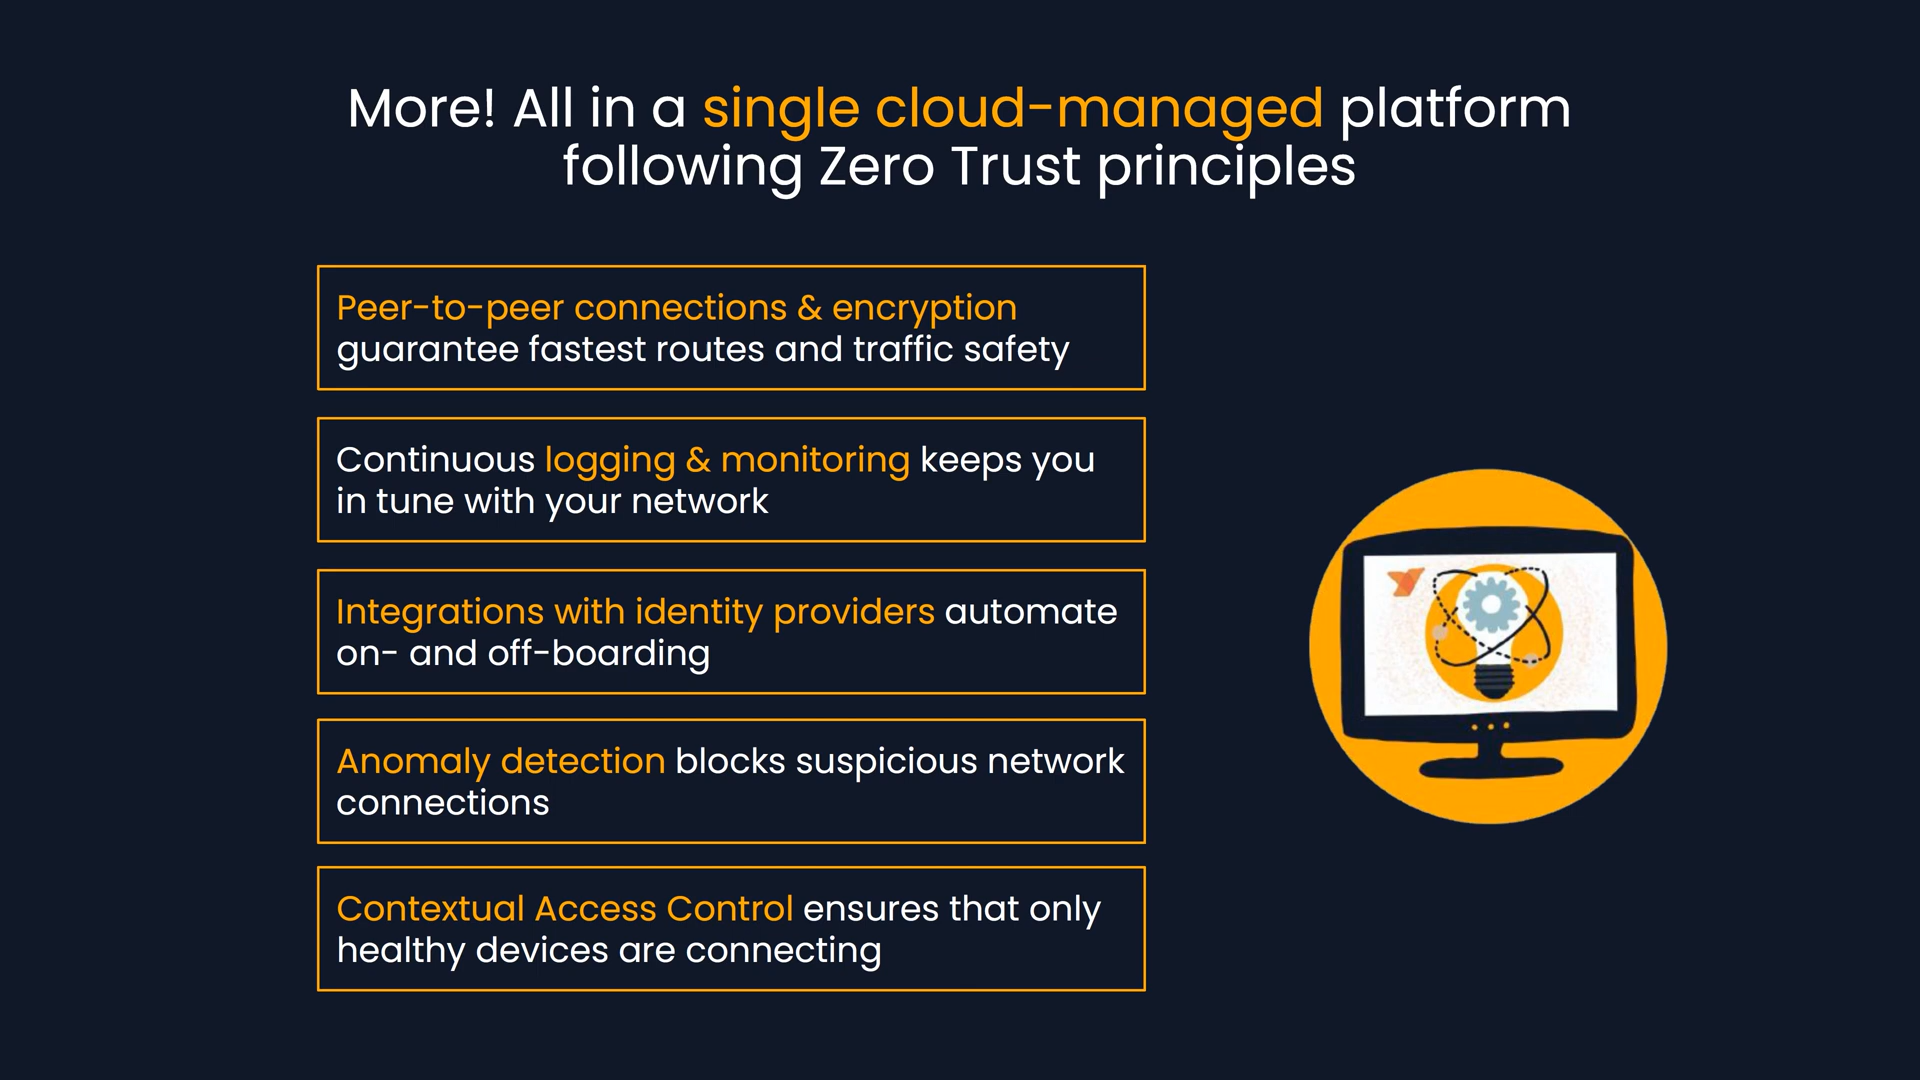 More! All in a single cloud-managed platform
following Zero Trust principles
Peer-to-peer connections & encryption
guarantee fastest routes and traffic safety
Continuous logging & monitoring keeps you
in tune with your network
Integrations with identity providers automate
on- and off-boarding
Anomaly detection blocks suspicious network
connections
Contextual Access Control ensures that only
healthy devices are connecting